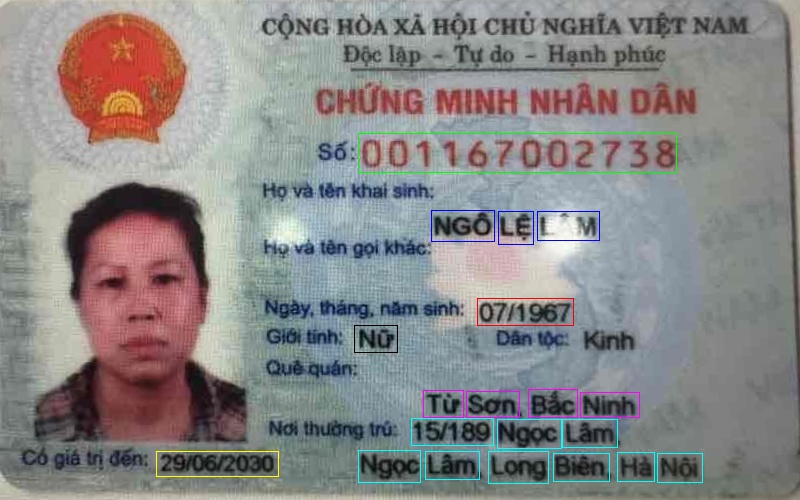 CỘNG HÒA XÃ HỘI CHỦ NGHĨA VIỆT NAM
Độc lập - Tự do - Hạnh phúc
CHỨNG MINH NHÂN DÂN
Số: 001167002738
Họ và tên khai sinh:
NGÔ LỆ LÂM
Họ và tên gọi khác:
Ngày, tháng, năm sinh: 07/1967
Giới tính: Nữ Dân tộc: Kinh
Quê quán:
Từ Sơn, Bắc Ninh
Nơi thường trú: 15/189 Ngọc Lâm
Có giá trị đến: 29/06/2030 Ngọc Lâm, Long Biên, Hà Nội